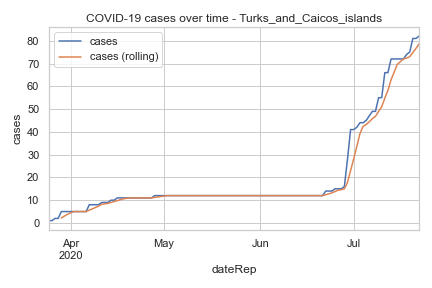 COVID-19 cases over time - Turks_and_Caicos_islands
cases
cases (rolling)
80
70
60
50
40
30
20
10
0
cases
Apr
2020
May
Jun
Jul
dateRep